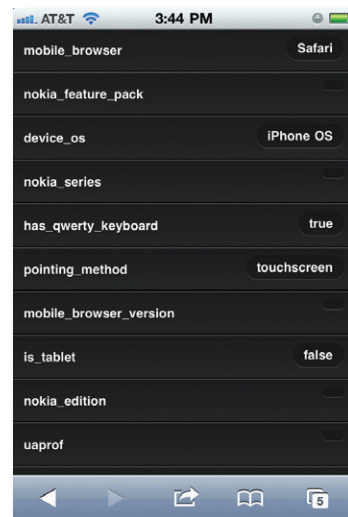 AT&T 3:44 PM
mobile_browser Safari
nokia_feature_pack
device_os iPhone OS
nokia_series
has_qwerty_keyboard true
pointing_method touchscreen
mobile_browser_version
is_tablet false
nokia_edition
uaprof
5